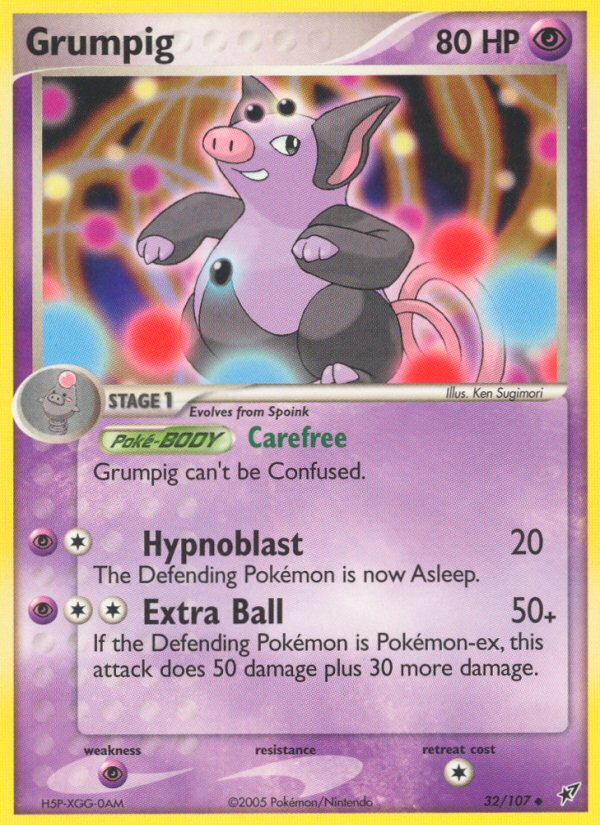 Grumpig 80 HP
Illus. Ken Sugimori
STAGE 1
Evolves from Spoink
Poké-BODY Carefree
Grumpig can't be Confused.
Hypnoblast 20
The Defending Pokémon is now Asleep.
Extra Ball 50+
If the Defending Pokémon is Pokémon-ex, this
attack does 50 damage plus 30 more damage.
weakness resistance retreat cost
H5P-XGG-0AM ©2005 Pokémon/Nintendo 32/107